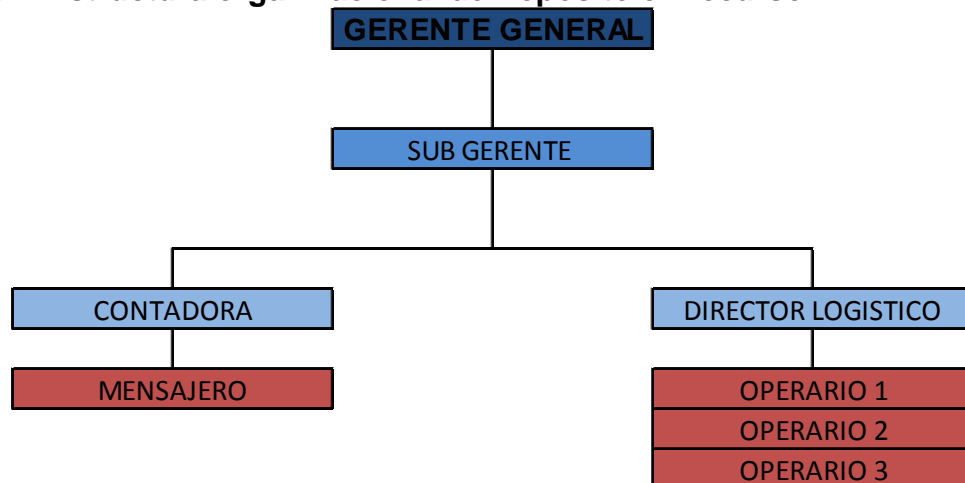 GERENTE GENERAL
SUB GERENTE
CONTADORA
DIRECTOR LOGISTICO
MENSAJERO
OPERARIO 1
OPERARIO 2
OPERARIO 3